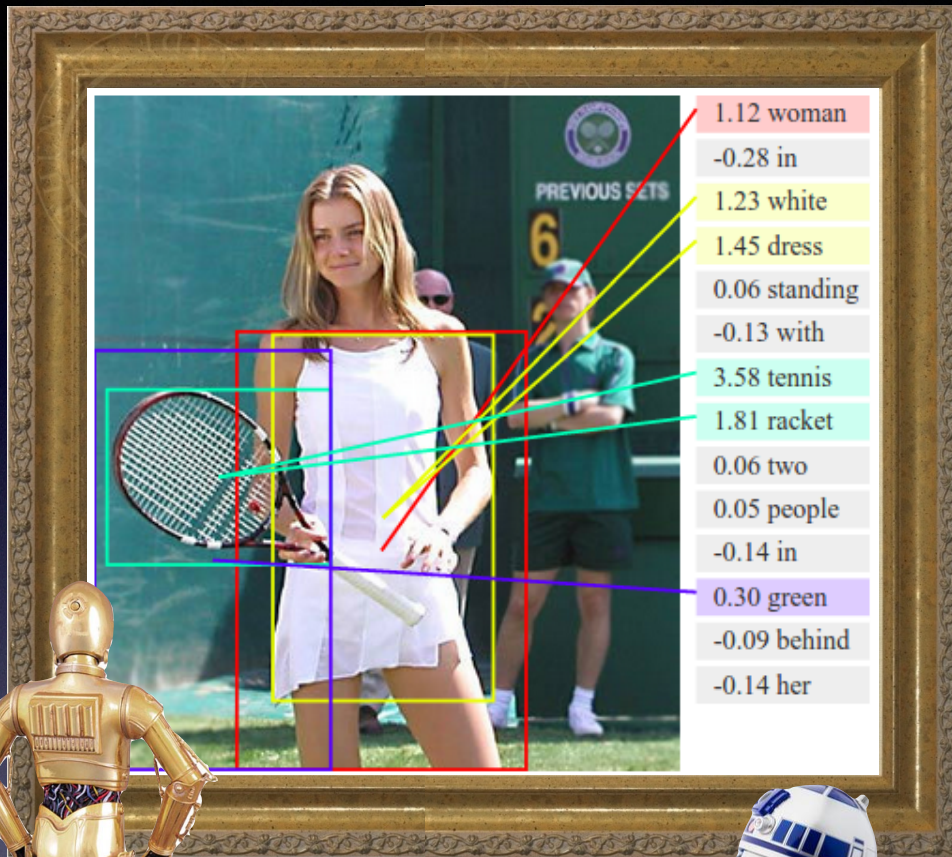 PREVIOUS SETS
6
1.12 woman
-0.28 in
1.23 white
1.45 dress
0.06 standing
-0.13 with
3.58 tennis
1.81 racket
0.06 two
0.05 people
-0.14 in
0.30 green
-0.09 behind
-0.14 her